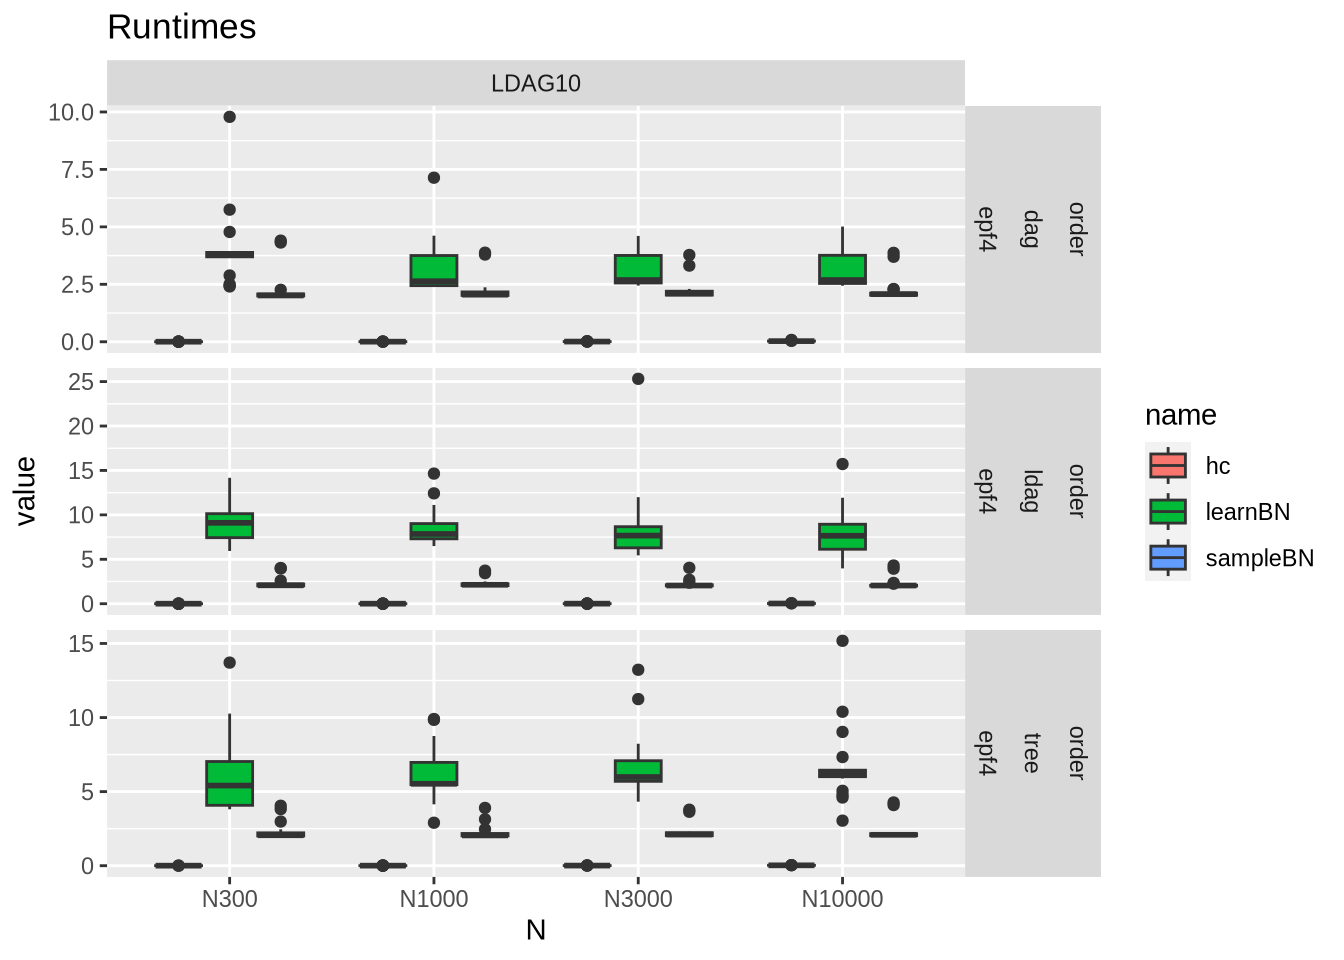 Runtimes
LDAG10
10.0
7.5
5.0
2.5
0.0
epf4
dag
order
25
20
15
10
5
0
epf4
ldag
order
15
10
5
0
epf4
tree
order
value
N300
N1000
N3000
N10000
N
name
hc
learnBN
sampleBN